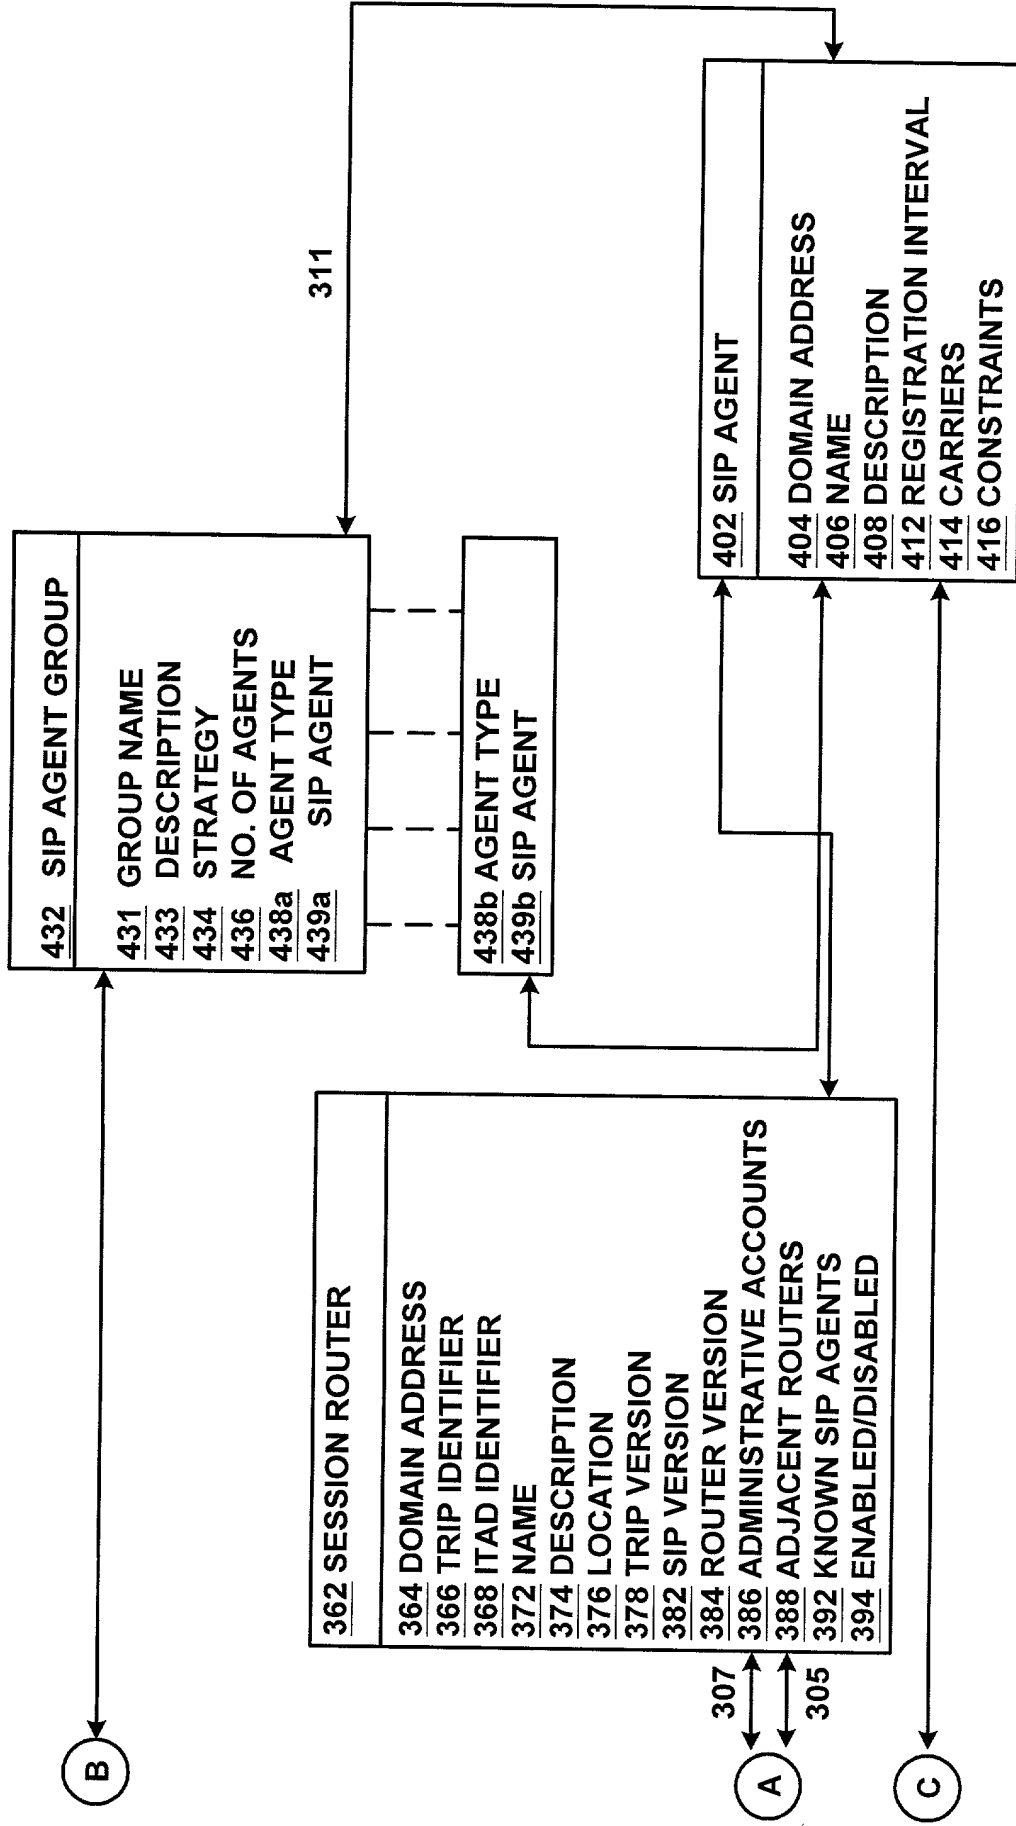 B
432 SIP AGENT GROUP
431 GROUP NAME
433 DESCRIPTION
434 STRATEGY
436 NO. OF AGENTS
438a AGENT TYPE
439a SIP AGENT
311
438b AGENT TYPE
439b SIP AGENT
362 SESSION ROUTER
364 DOMAIN ADDRESS
366 TRIP IDENTIFIER
368 ITAD IDENTIFIER
372 NAME
374 DESCRIPTION
376 LOCATION
378 TRIP VERSION
382 SIP VERSION
384 ROUTER VERSION
386 ADMINISTRATIVE ACCOUNTS
388 ADJACENT ROUTERS
392 KNOWN SIP AGENTS
394 ENABLED/DISABLED
307
305
A
402 SIP AGENT
404 DOMAIN ADDRESS
406 NAME
408 DESCRIPTION
412 REGISTRATION INTERVAL
414 CARRIERS
416 CONSTRAINTS
C